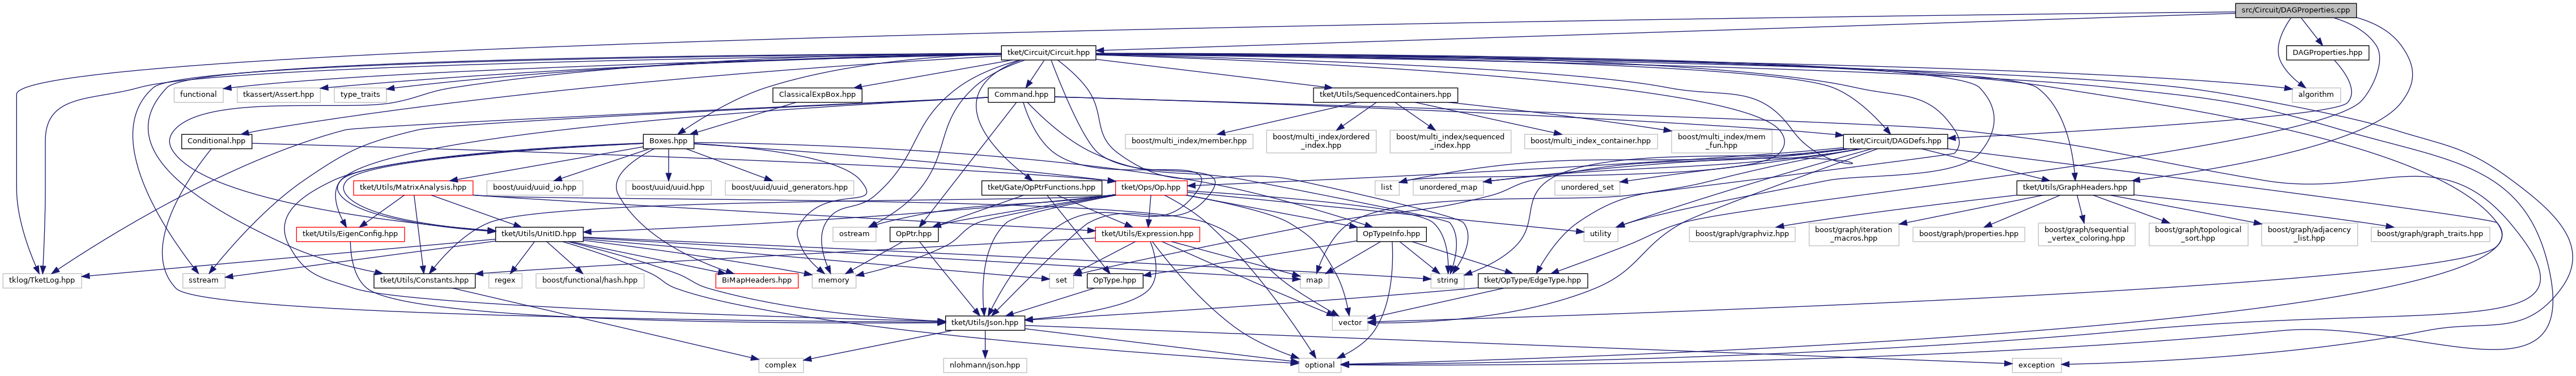 src/Circuit/DAGProperties.cpp
tket/Circuit/Circuit.hpp
DAGProperties.hpp
functional
tkassert/Assert.hpp
type_traits
ClassicalExpBox.hpp
Command.hpp
tket/Utils/SequencedContainers.hpp
algorithm
Conditional.hpp
Boxes.hpp
boost/multi_index/member.hpp
boost/multi_index/ordered
_index.hpp
boost/multi_index/sequenced
_index.hpp
boost/multi_index_container.hpp
boost/multi_index/mem
_fun.hpp
tket/Circuit/DAGDefs.hpp
tket/Utils/MatrixAnalysis.hpp
boost/uuid/uuid_io.hpp
boost/uuid/uuid.hpp
boost/uuid/uuid_generators.hpp
tket/Gate/OpPtrFunctions.hpp
tket/Ops/Op.hpp
list
unordered_map
unordered_set
tket/Utils/GraphHeaders.hpp
tket/Utils/EigenConfig.hpp
tket/Utils/UnitID.hpp
ostream
OpPtr.hpp
tket/Utils/Expression.hpp
OpTypeInfo.hpp
utility
boost/graph/graphviz.hpp
boost/graph/iteration
_macros.hpp
boost/graph/properties.hpp
boost/graph/sequential
_vertex_coloring.hpp
boost/graph/topological
_sort.hpp
boost/graph/adjacency
_list.hpp
boost/graph/graph_traits.hpp
tklog/TketLog.hpp
sstream
tket/Utils/Constants.hpp
regex
boost/functional/hash.hpp
BiMapHeaders.hpp
memory
set
OpType.hpp
map
string
tket/OpType/EdgeType.hpp
tket/Utils/Json.hpp
vector
complex
nlohmann/json.hpp
optional
exception